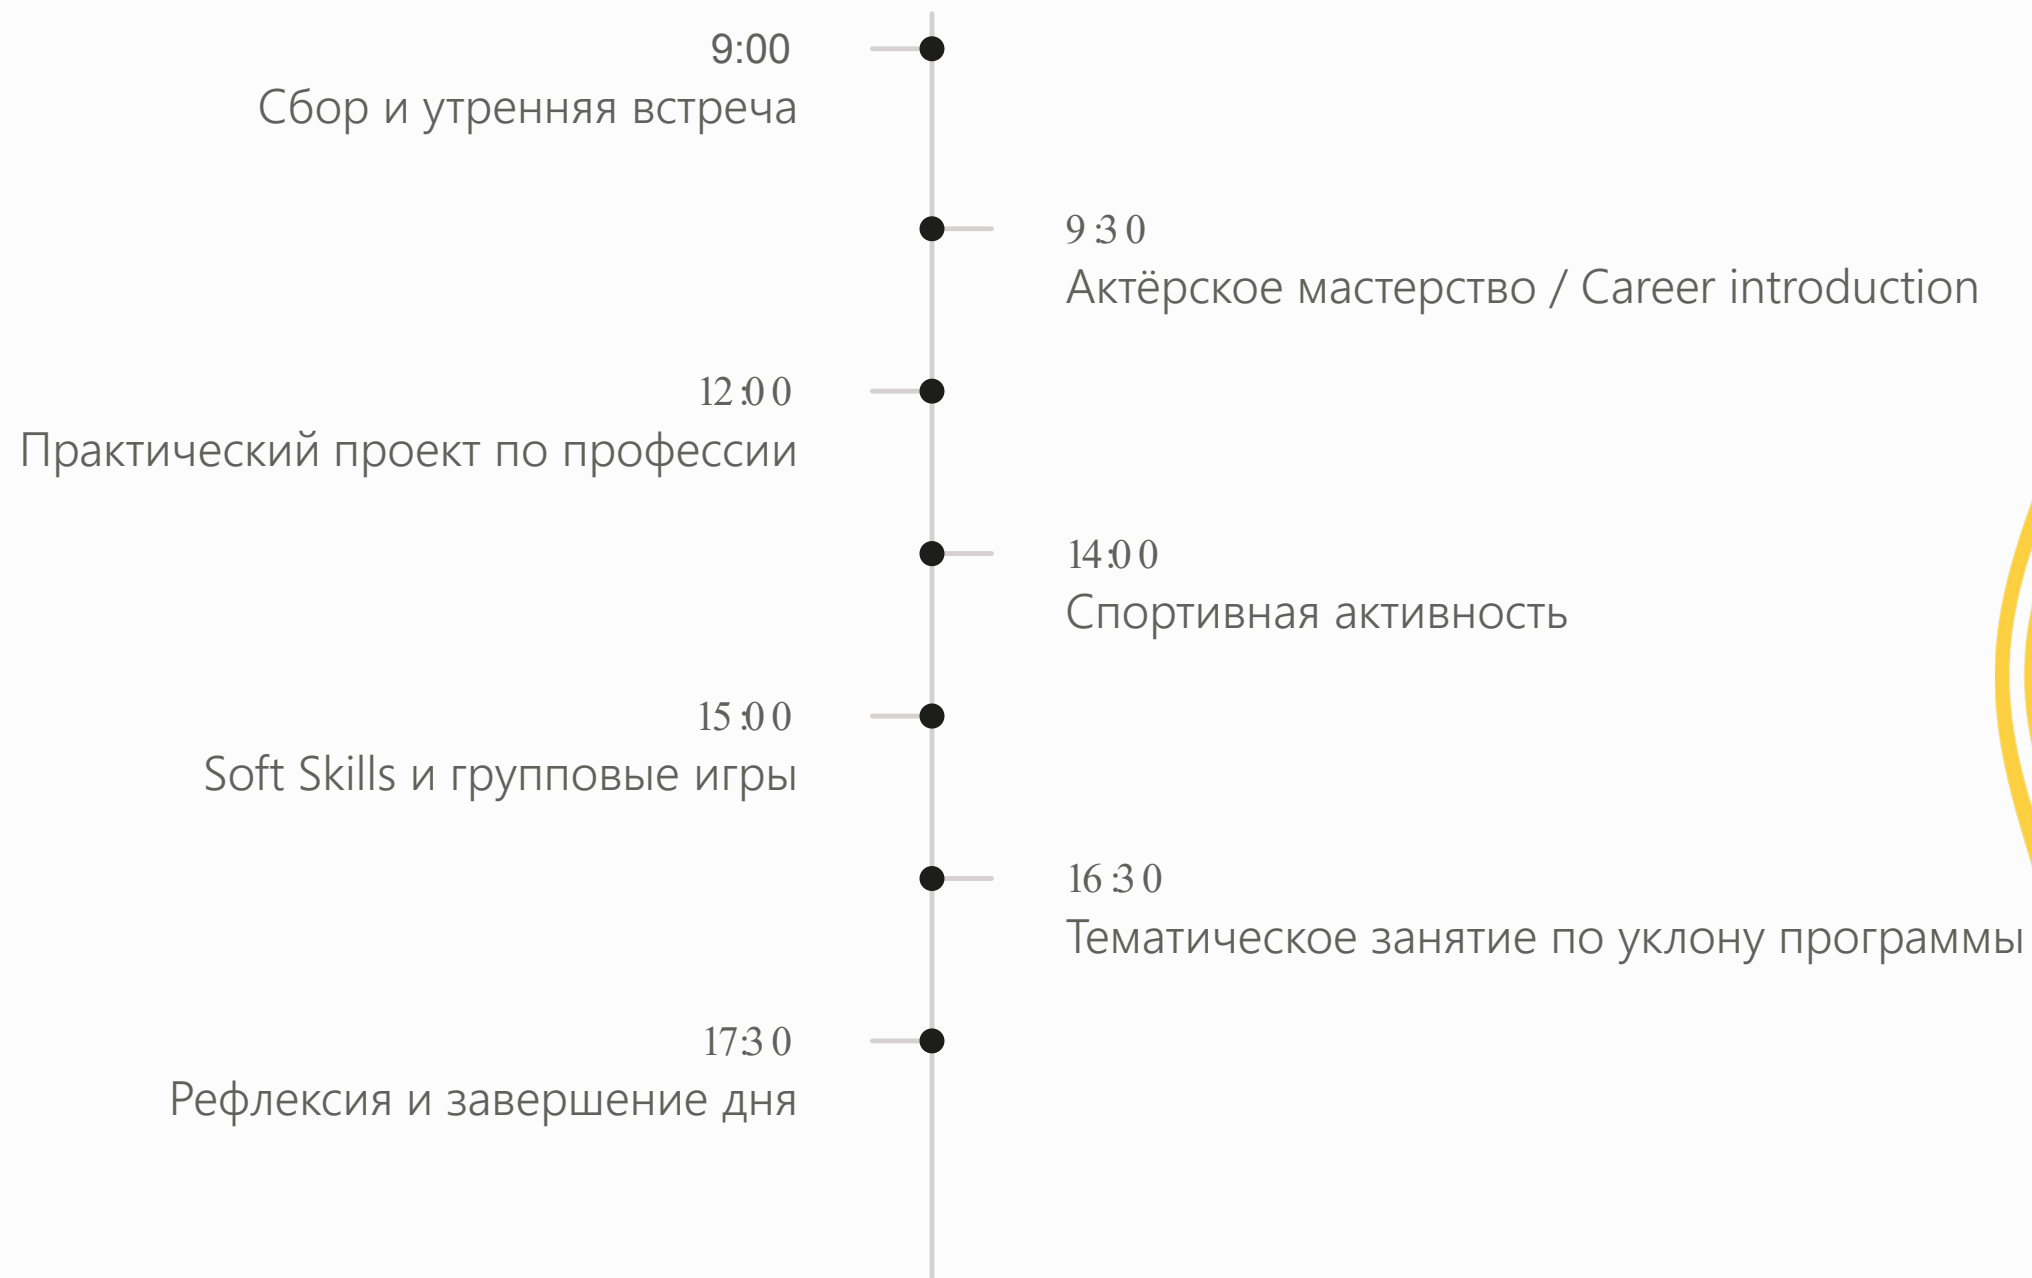 9:00
Сбор и утренняя встреча
9:30
Актёрское мастерство / Career introduction
12:00
Практический проект по профессии
14:00
Спортивная активность
15:00
Soft Skills и групповые игры
16:30
Тематическое занятие по уклону программы
17:30
Рефлексия и завершение дня